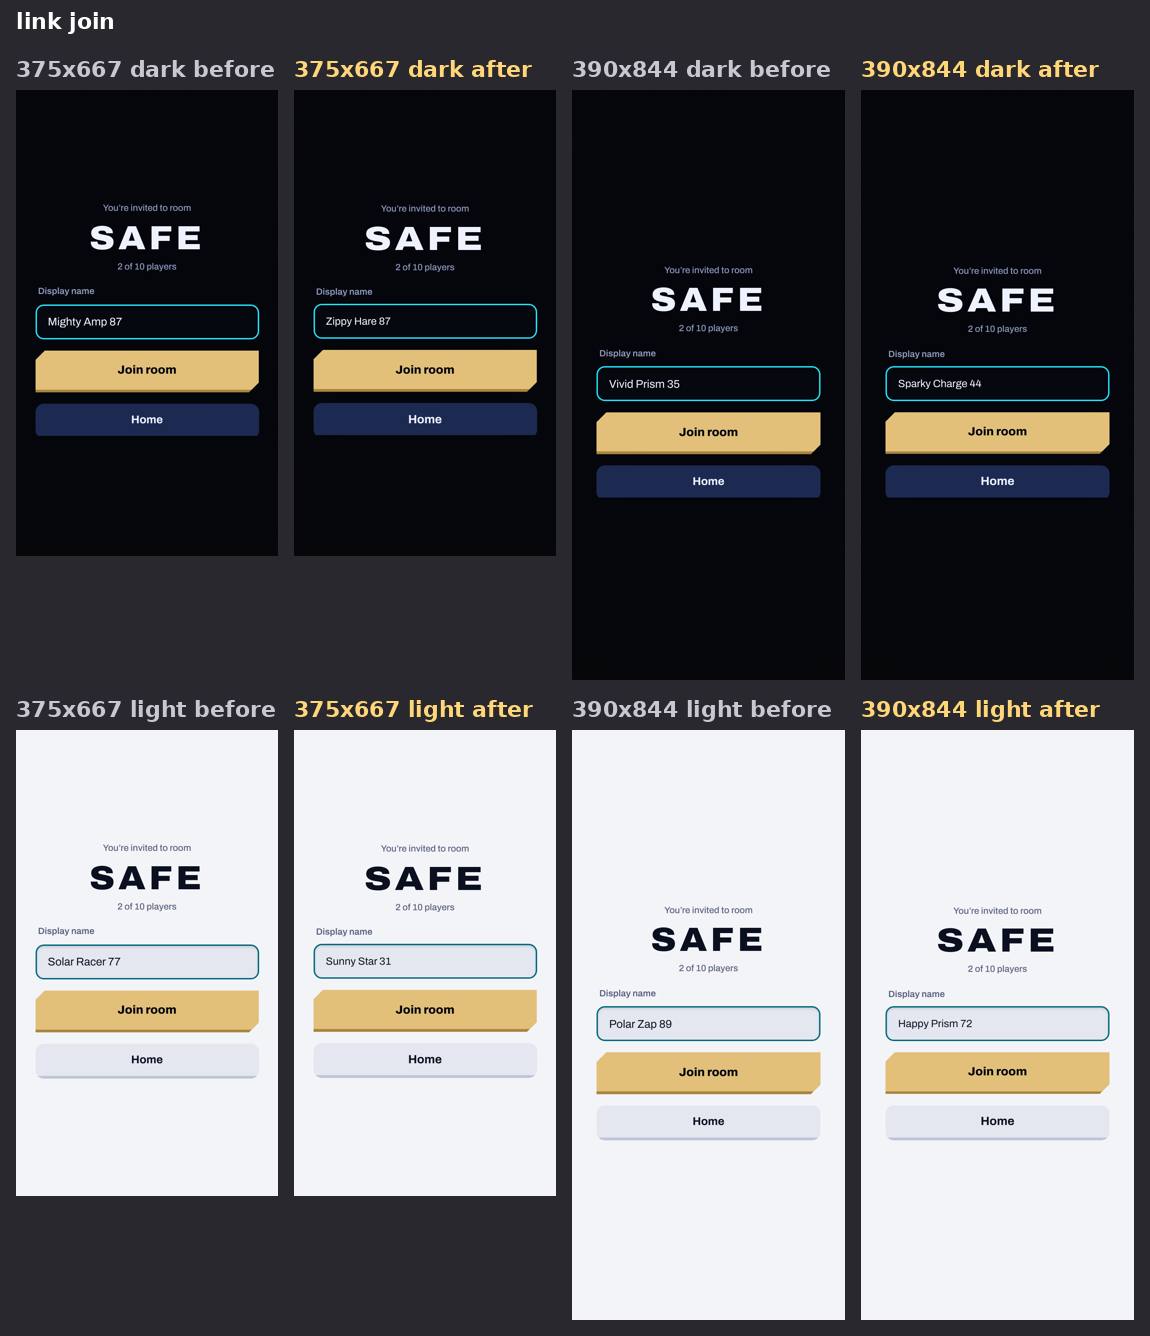 link join
375x667 dark before
375x667 dark after
390x844 dark before
390x844 dark after
You're invited to room
SAFE
2 of 10 players
Display name
Mighty Amp 87
Join room
Home
You're invited to room
SAFE
2 of 10 players
Display name
Zippy Hare 87
Join room
Home
You're invited to room
SAFE
2 of 10 players
Display name
Vivid Prism 35
Join room
Home
You're invited to room
SAFE
2 of 10 players
Display name
Sparky Charge 44
Join room
Home
375x667 light before
375x667 light after
390x844 light before
390x844 light after
You're invited to room
SAFE
2 of 10 players
Display name
Solar Racer 77
Join room
Home
You're invited to room
SAFE
2 of 10 players
Display name
Sunny Star 31
Join room
Home
You're invited to room
SAFE
2 of 10 players
Display name
Polar Zap 89
Join room
Home
You're invited to room
SAFE
2 of 10 players
Display name
Happy Prism 72
Join room
Home